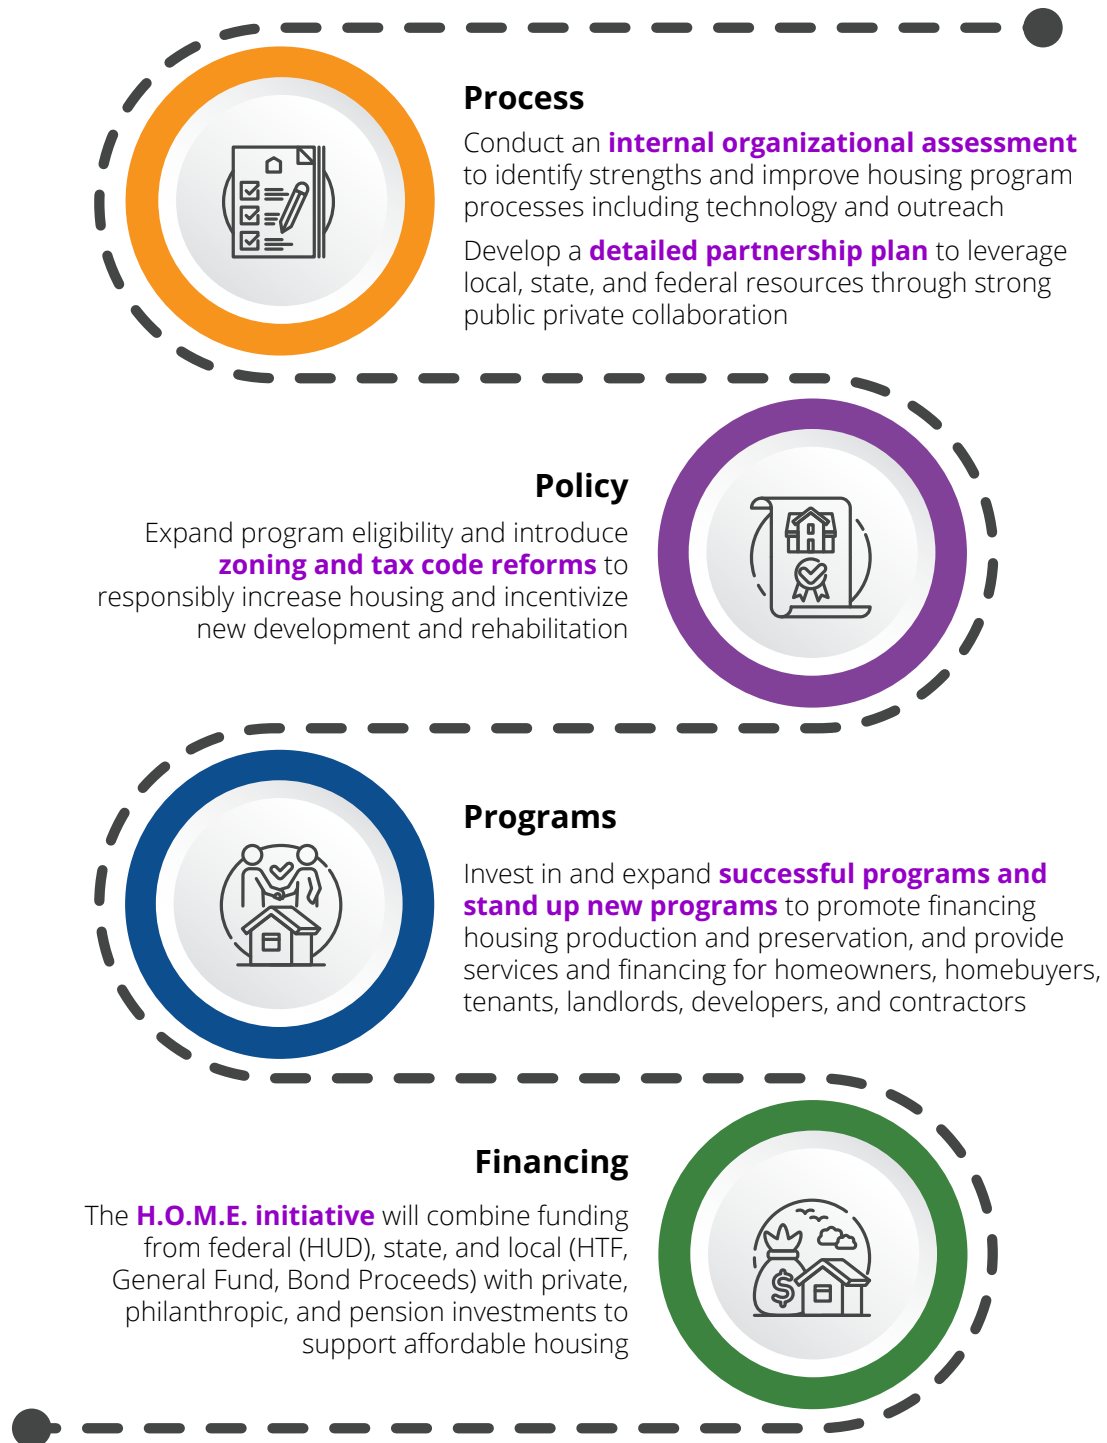 Process
Conduct an internal organizational assessment
to identify strengths and improve housing program
processes including technology and outreach
Develop a detailed partnership plan to leverage
local, state, and federal resources through strong
public private collaboration
Policy
Expand program eligibility and introduce
zoning and tax code reforms to
responsibly increase housing and incentivize
new development and rehabilitation
Programs
Invest in and expand successful programs and
stand up new programs to promote financing
housing production and preservation, and provide
services and financing for homeowners, homebuyers,
tenants, landlords, developers, and contractors
Financing
The H.O.M.E. initiative will combine funding
from federal (HUD), state, and local (HTF,
General Fund, Bond Proceeds) with private,
philanthropic, and pension investments to
support affordable housing
$